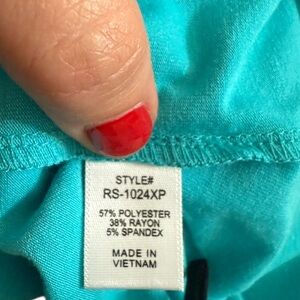 STYLE#
RS-1024XP
57% POLYESTER
38% RAYON
5% SPANDEX
MADE IN
VIETNAM